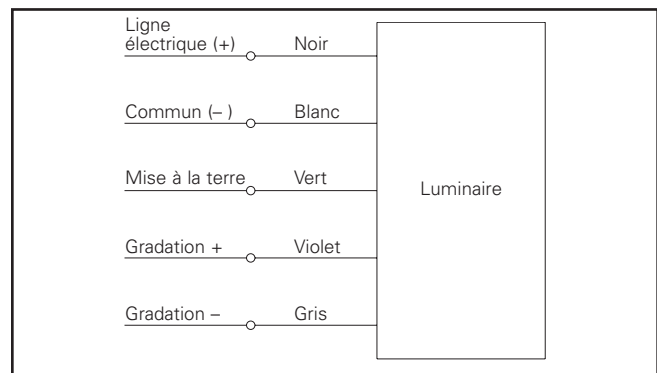 Ligne
électrique (+) Noir
Commun (– ) Blanc
Mise à la terre Vert
Luminaire
Gradation + Violet
Gradation – Gris